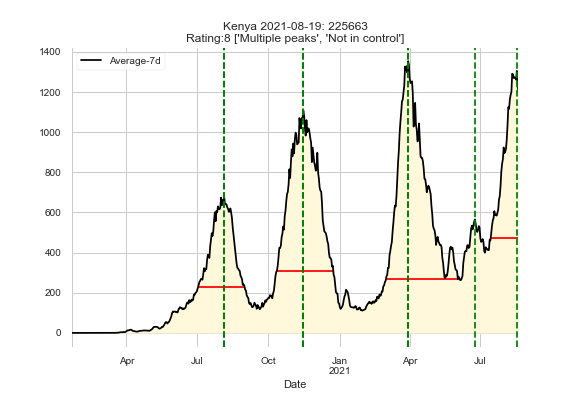 Kenya 2021-08-19: 225663
Rating:8 ['Multiple peaks', 'Not in control']
Average-7d
1400
1200
1000
800
600
400
200
0
Apr Jul Oct Jan Apr Jul
2021
Date